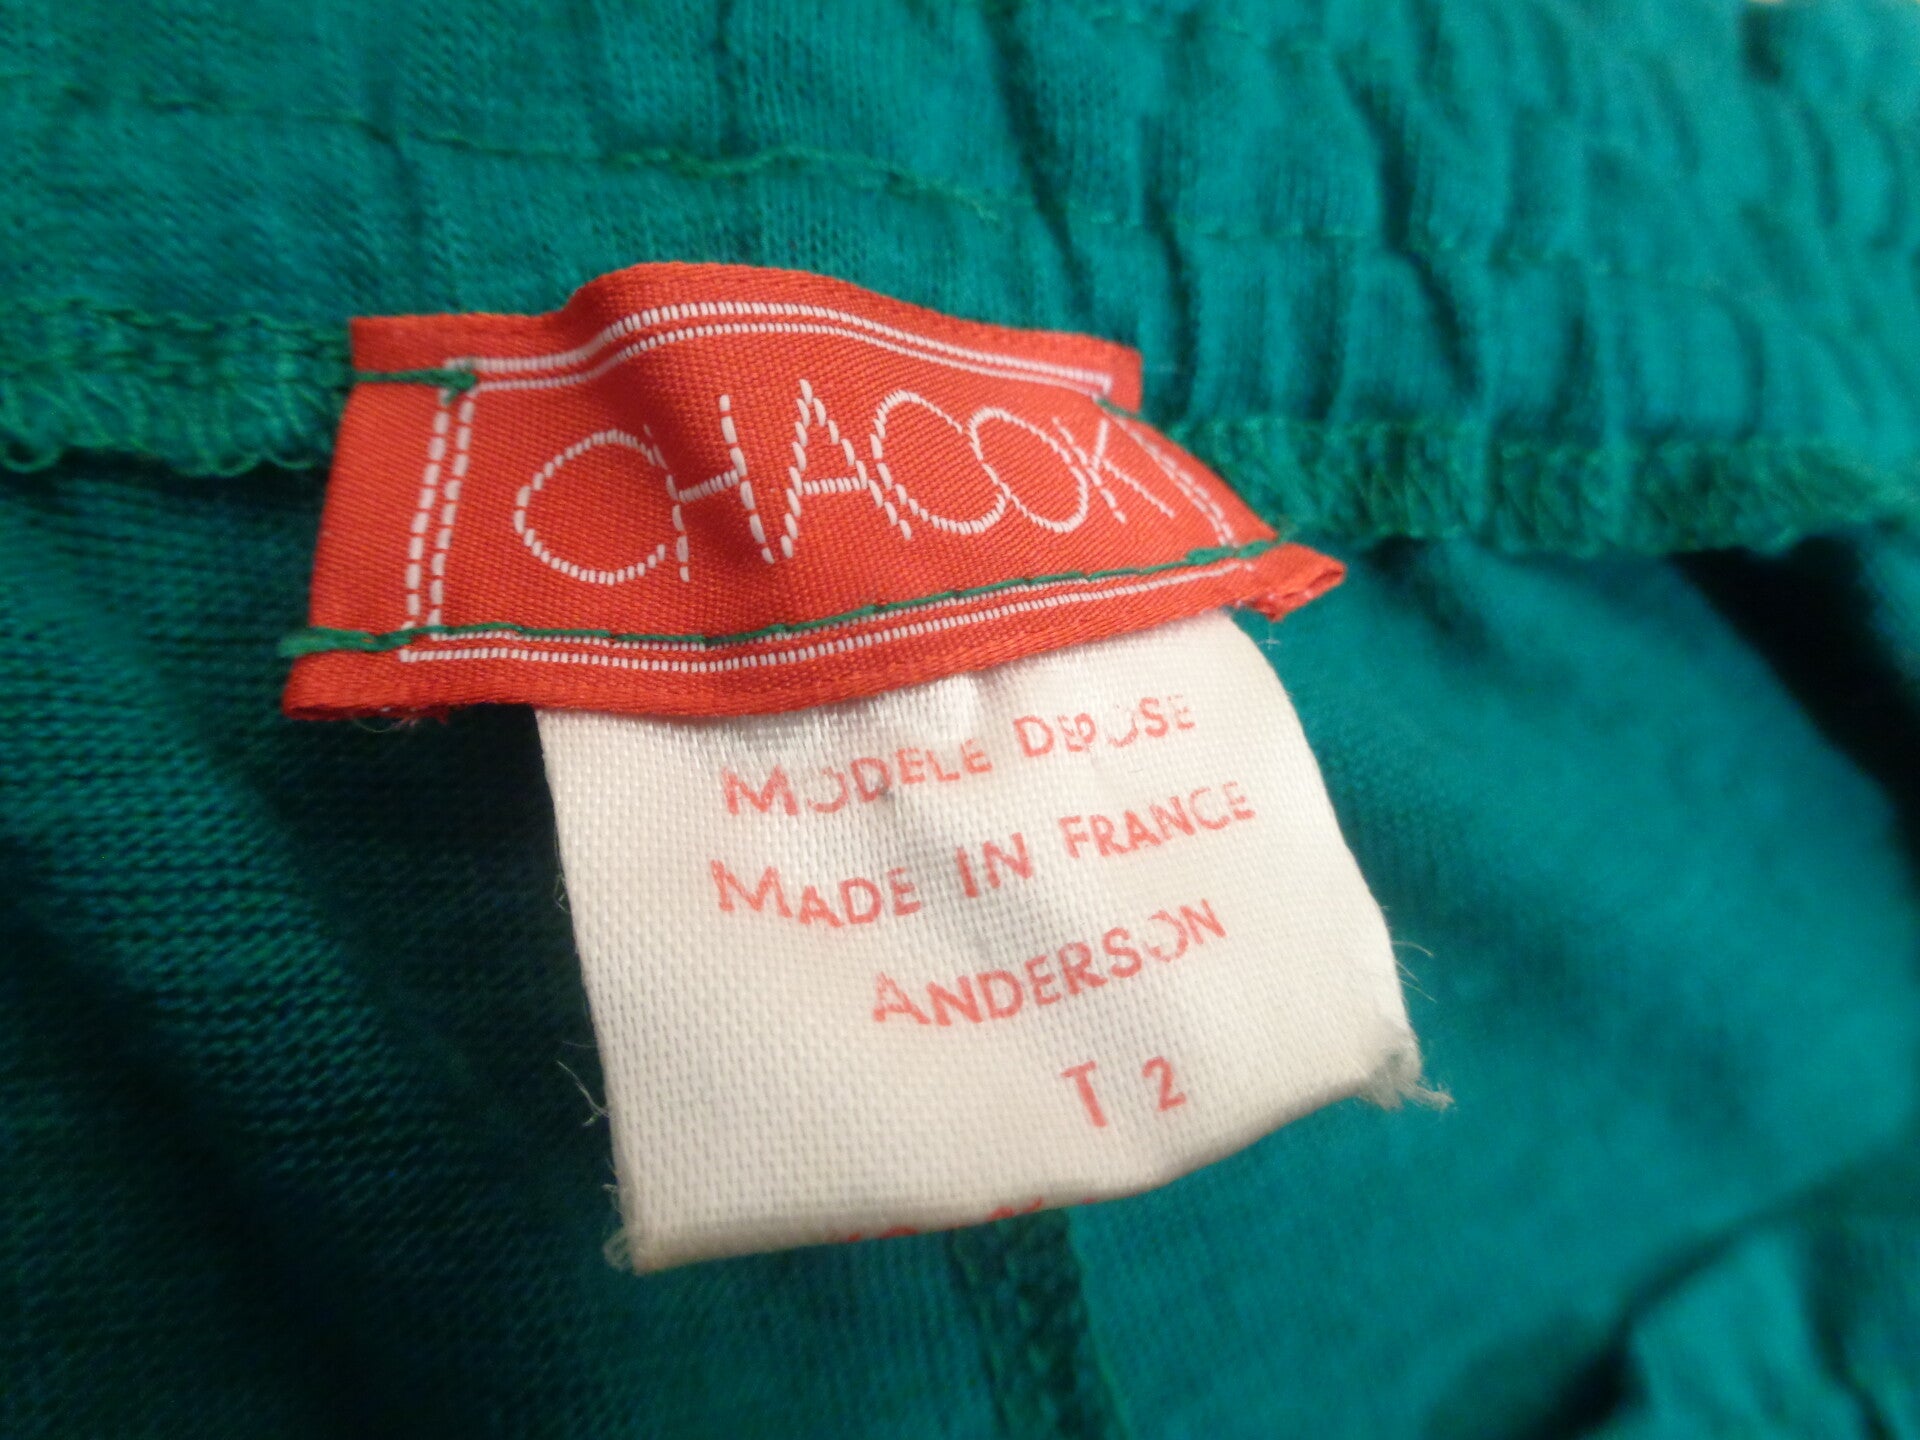 CHACOK
MODELE DEPOSE
MADE IN FRANCE
ANDERSON
T 2